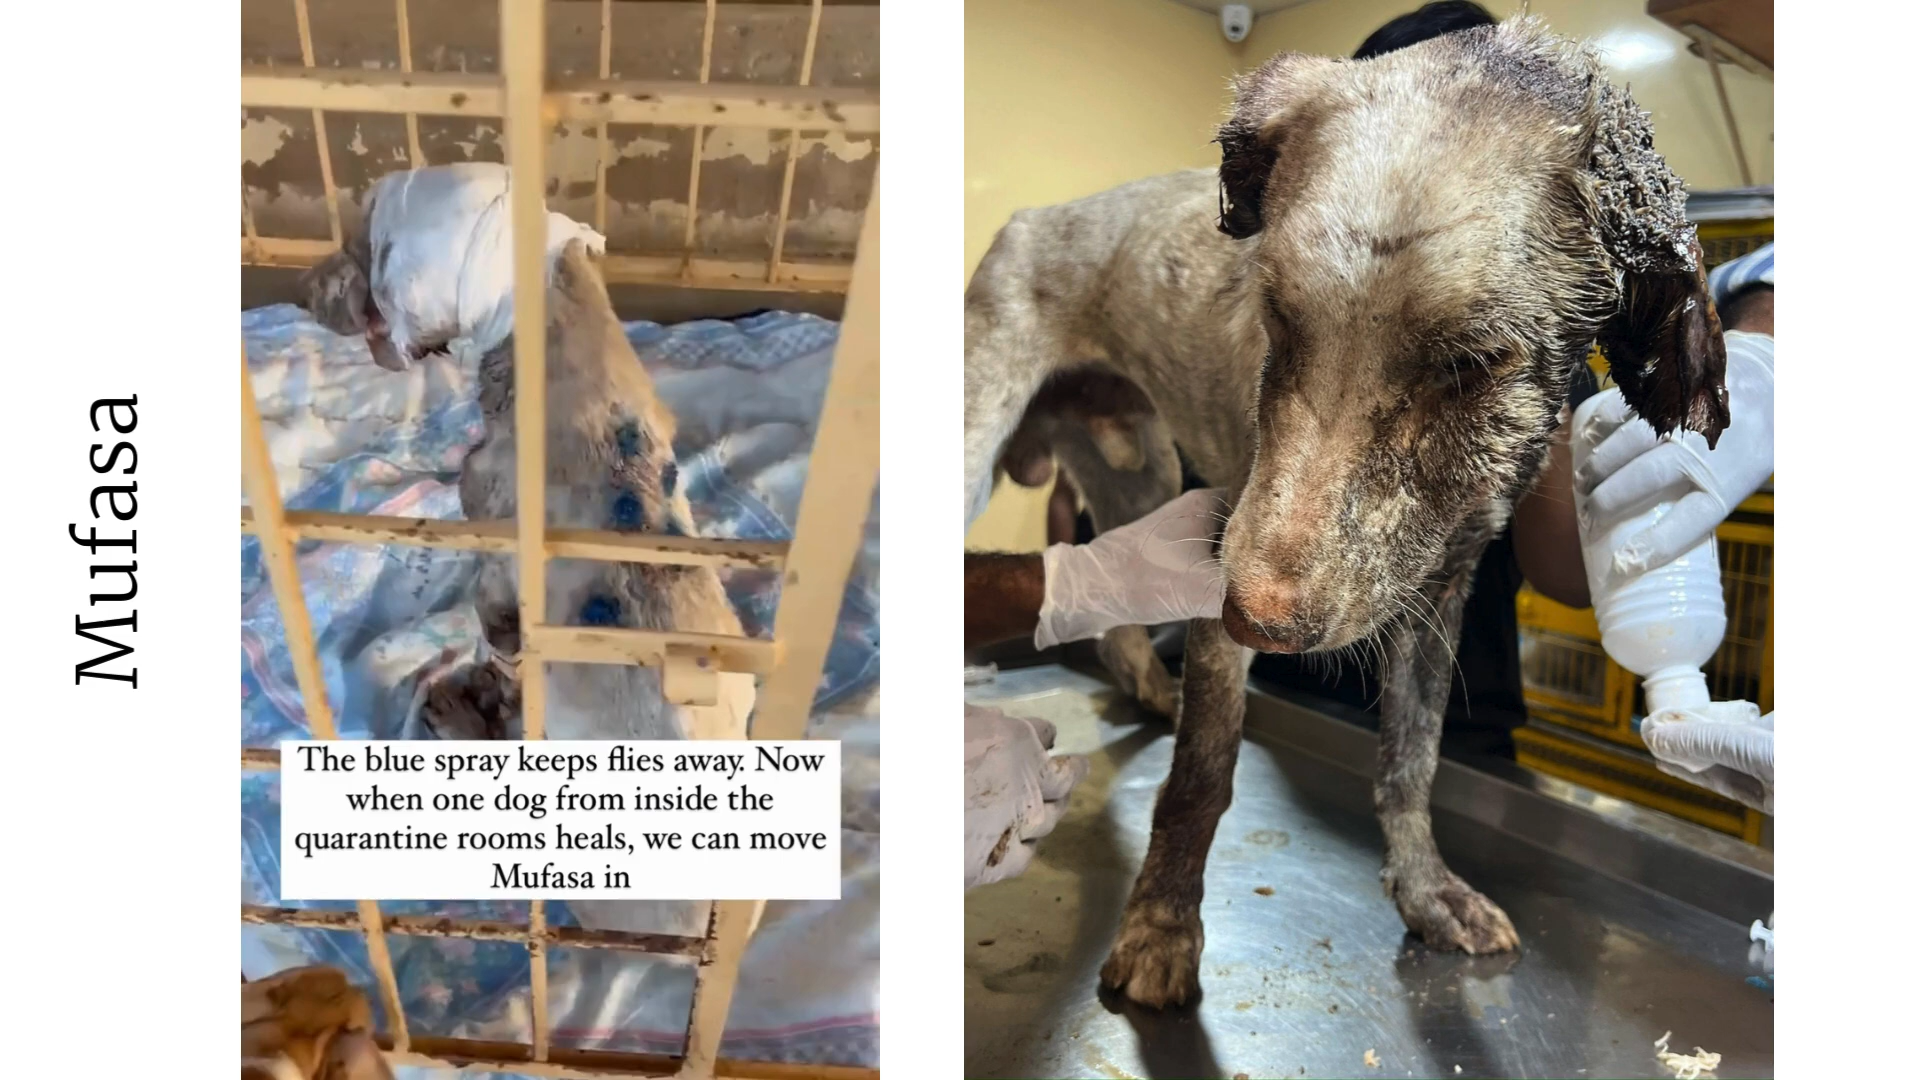 Mufasa
The blue spray keeps flies away. Now
when one dog from inside the
quarantine rooms heals, we can move
Mufasa in